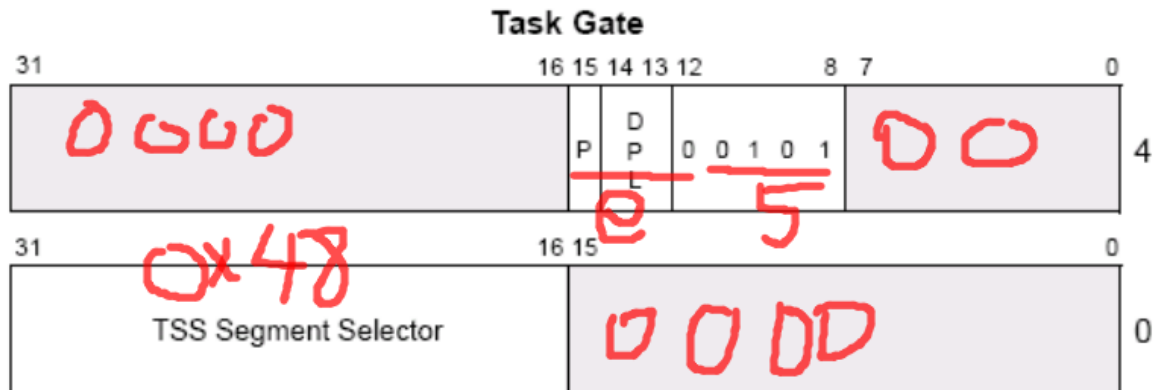 Task Gate
31 16 15 14 13 12 8 7 0
0000 P DPL 0 0 1 0 1 00 4
e 5
31 16 15 0
0x48
TSS Segment Selector 0000 0